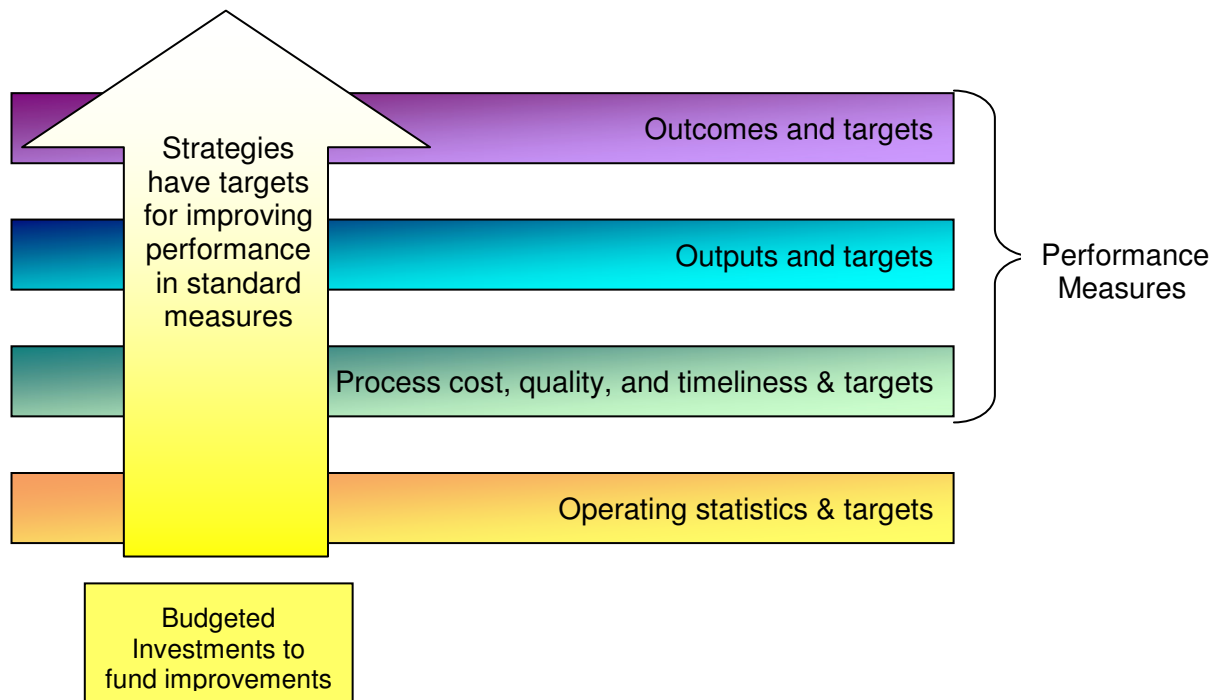 Outcomes and targets
Strategies
have targets
for improving
performance
in standard
measures
Outputs and targets
Performance
Measures
Process cost, quality, and timeliness & targets
Operating statistics & targets
Budgeted
Investments to
fund improvements